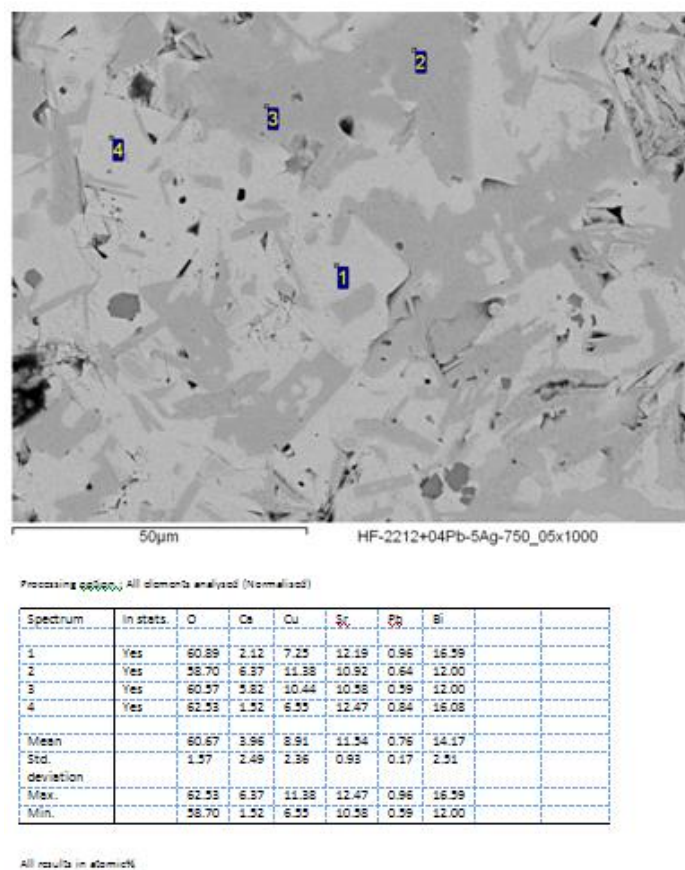 2
3
4
1
50µm HF-2212+04Pb-5Ag-750_05x1000
Processing option : All elements analysed (Normalised)
Spectrum In stats. O Ca Cu Sr Pb Bi
1 Yes 60.89 2.12 7.25 12.19 0.96 16.59
2 Yes 58.70 6.37 11.38 10.92 0.64 12.00
3 Yes 60.57 5.82 10.44 10.58 0.59 12.00
4 Yes 62.53 1.52 6.55 12.47 0.84 16.08
Mean 60.67 3.96 8.91 11.54 0.76 14.17
Std. 1.57 2.49 2.36 0.93 0.17 2.51
deviation
Max. 62.53 6.37 11.38 12.47 0.96 16.59
Min. 58.70 1.52 6.55 10.58 0.59 12.00
All results in atomic%